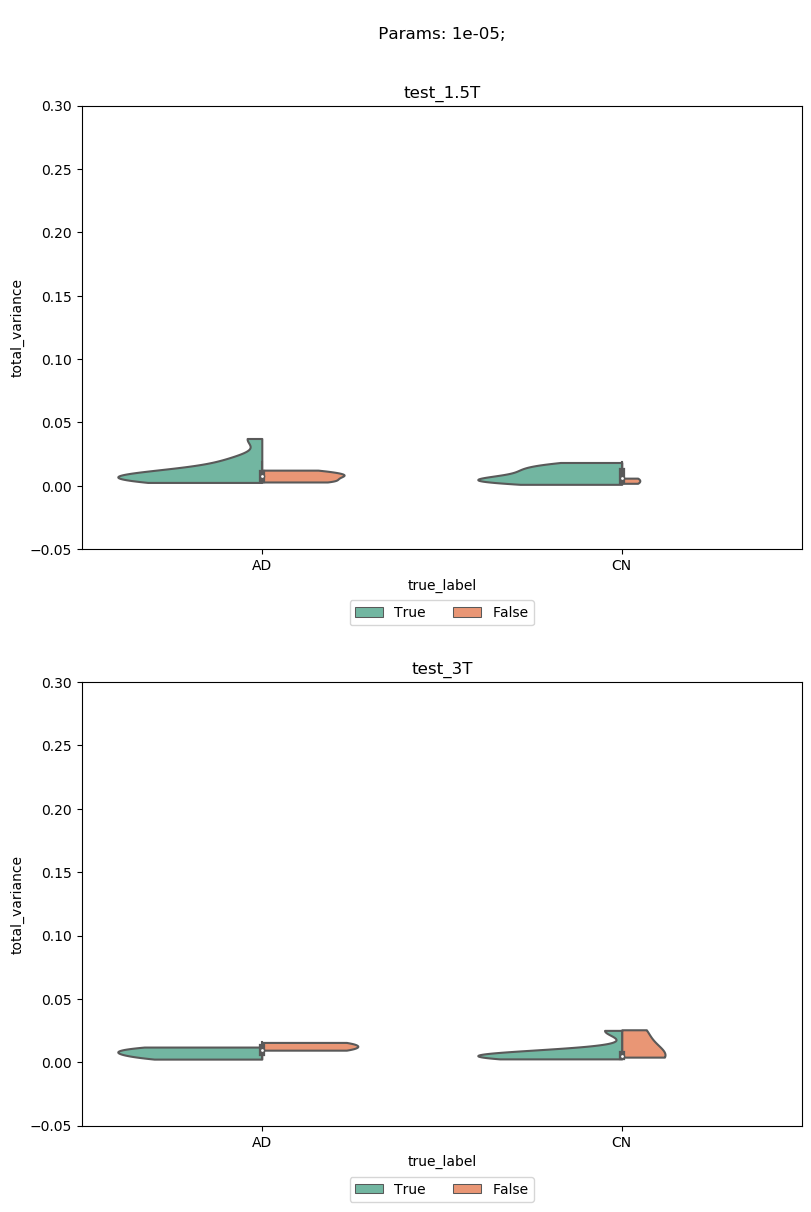 Params: 1e-05;
test_1.5T
0.30
0.25
0.20
0.15
0.10
0.05
0.00
−0.05
total_variance
AD CN
true_label
True False
test_3T
0.30
0.25
0.20
0.15
0.10
0.05
0.00
−0.05
total_variance
AD CN
true_label
True False